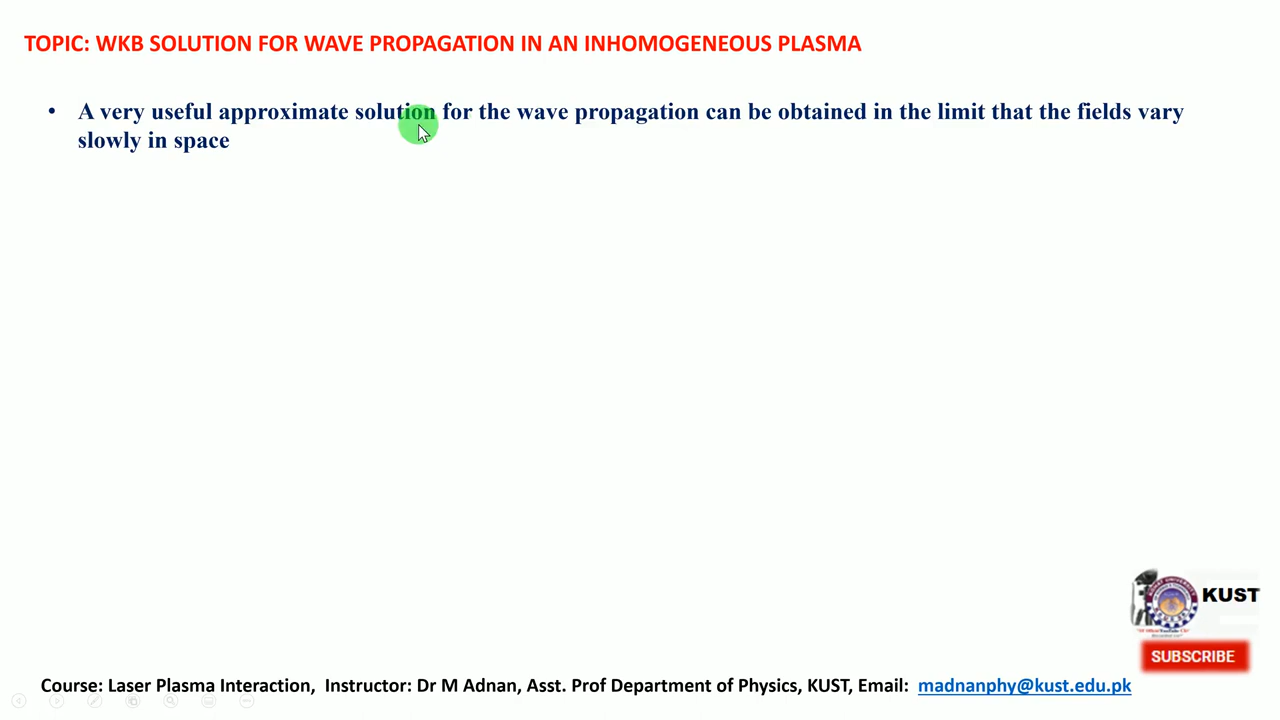 TOPIC: WKB SOLUTION FOR WAVE PROPAGATION IN AN INHOMOGENEOUS PLASMA
• A very useful approximate solution for the wave propagation can be obtained in the limit that the fields vary
slowly in space
KUST
SUBSCRIBE
Course: Laser Plasma Interaction, Instructor: Dr M Adnan, Asst. Prof Department of Physics, KUST, Email: madnanphy@kust.edu.pk